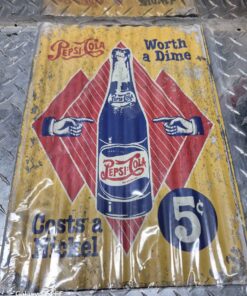 PEPSI-COLA
Worth
a Dime
Pepsi-Cola
PEPSI-COLA
Costs a
Nickel
5¢